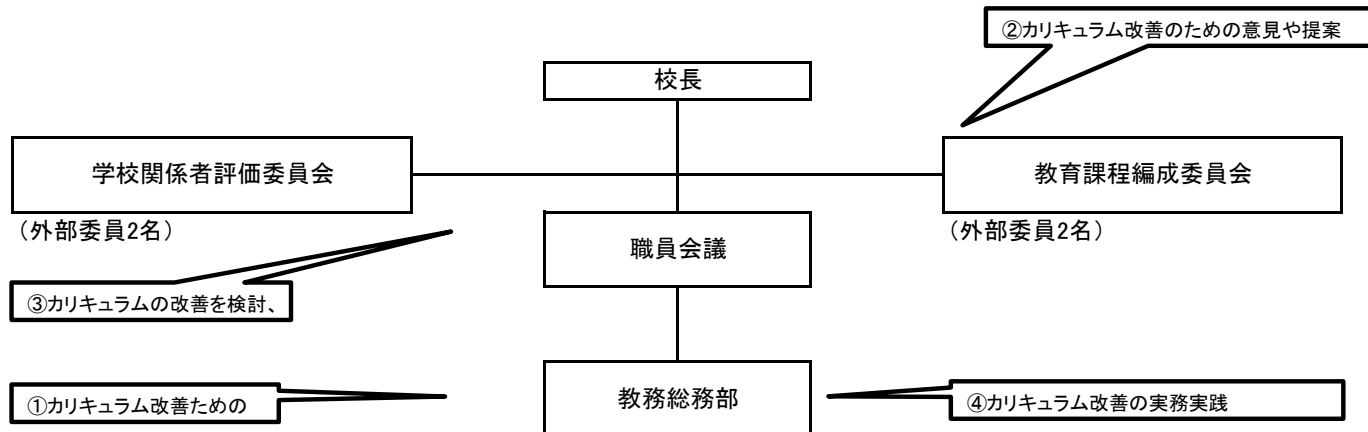 ②カリキュラム改善のための意見や提案
校長
学校関係者評価委員会
教育課程編成委員会
（外部委員2名）
（外部委員2名）
職員会議
③カリキュラムの改善を検討、
①カリキュラム改善ための
教務総務部
④カリキュラム改善の実務実践